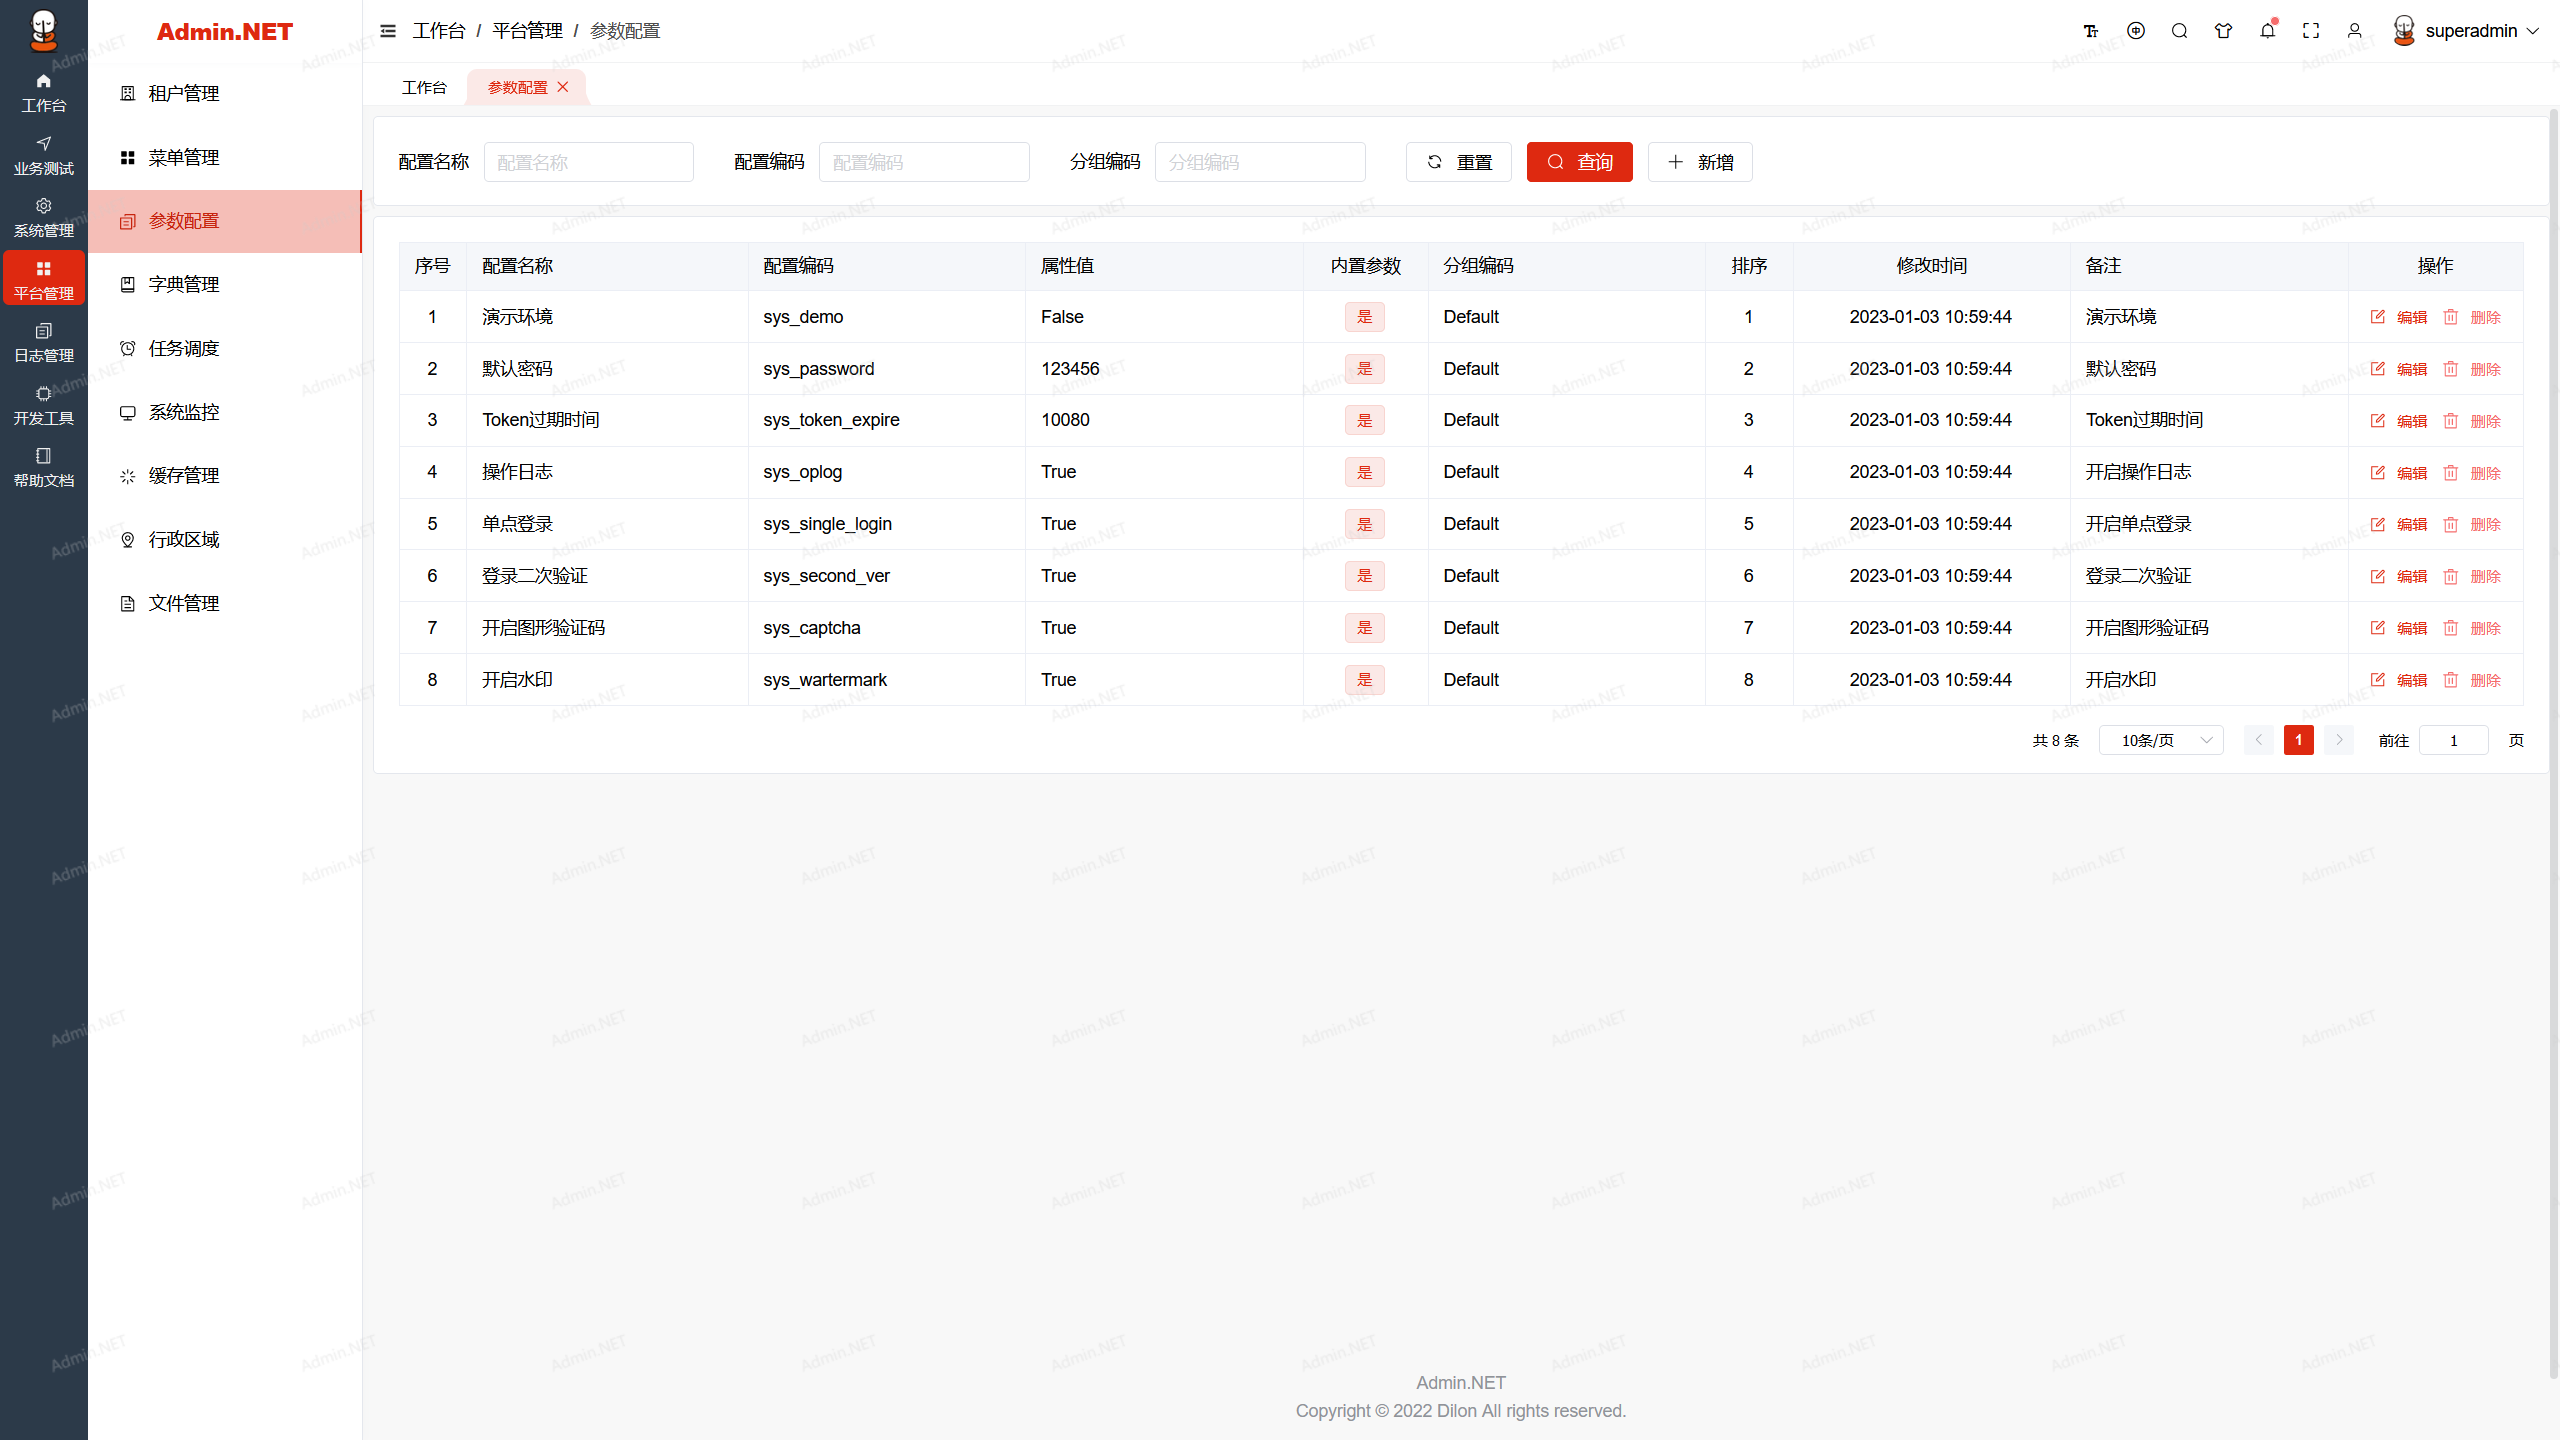 Admin.NET
工作台 / 平台管理 / 参数配置
superadmin
工作台
业务测试
系统管理
平台管理
日志管理
开发工具
帮助文档
租户管理
菜单管理
参数配置
字典管理
任务调度
系统监控
缓存管理
行政区域
文件管理
工作台 参数配置
配置名称 配置名称 配置编码 配置编码 分组编码 分组编码 重置 查询 新增
序号 配置名称 配置编码 属性值 内置参数 分组编码 排序 修改时间 备注 操作
1 演示环境 sys_demo False 是 Default 1 2023-01-03 10:59:44 演示环境 编辑 删除
2 默认密码 sys_password 123456 是 Default 2 2023-01-03 10:59:44 默认密码 编辑 删除
3 Token过期时间 sys_token_expire 10080 是 Default 3 2023-01-03 10:59:44 Token过期时间 编辑 删除
4 操作日志 sys_oplog True 是 Default 4 2023-01-03 10:59:44 开启操作日志 编辑 删除
5 单点登录 sys_single_login True 是 Default 5 2023-01-03 10:59:44 开启单点登录 编辑 删除
6 登录二次验证 sys_second_ver True 是 Default 6 2023-01-03 10:59:44 登录二次验证 编辑 删除
7 开启图形验证码 sys_captcha True 是 Default 7 2023-01-03 10:59:44 开启图形验证码 编辑 删除
8 开启水印 sys_wartermark True 是 Default 8 2023-01-03 10:59:44 开启水印 编辑 删除
共 8 条 10条/页 1 前往 1 页
Admin.NET
Copyright © 2022 Dilon All rights reserved.